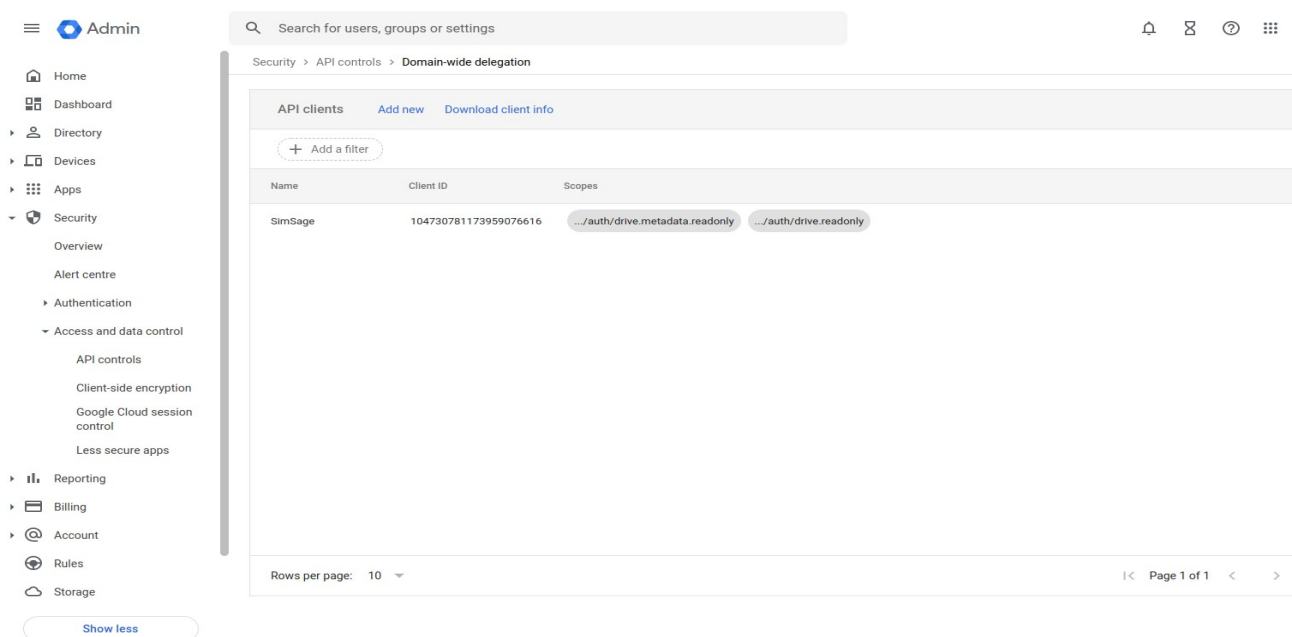 Admin
Search for users, groups or settings
Home
Dashboard
Directory
Devices
Apps
Security
Overview
Alert centre
Authentication
Access and data control
API controls
Client-side encryption
Google Cloud session
control
Less secure apps
Reporting
Billing
Account
Rules
Storage
Show less
Security > API controls > Domain-wide delegation
API clients Add new Download client info
Add a filter
Name Client ID Scopes
SimSage 104730781173959076616 .../auth/drive.metadata.readonly .../auth/drive.readonly
Rows per page: 10 Page 1 of 1